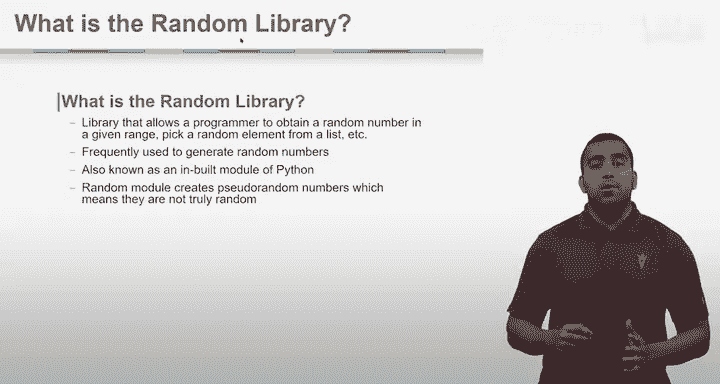 What is the Random Library?
What is the Random Library?
– Library that allows a programmer to obtain a random number in
a given range, pick a random element from a list, etc.
– Frequently used to generate random numbers
– Also known as an in-built module of Python
– Random module creates pseudorandom numbers which
means they are not truly random